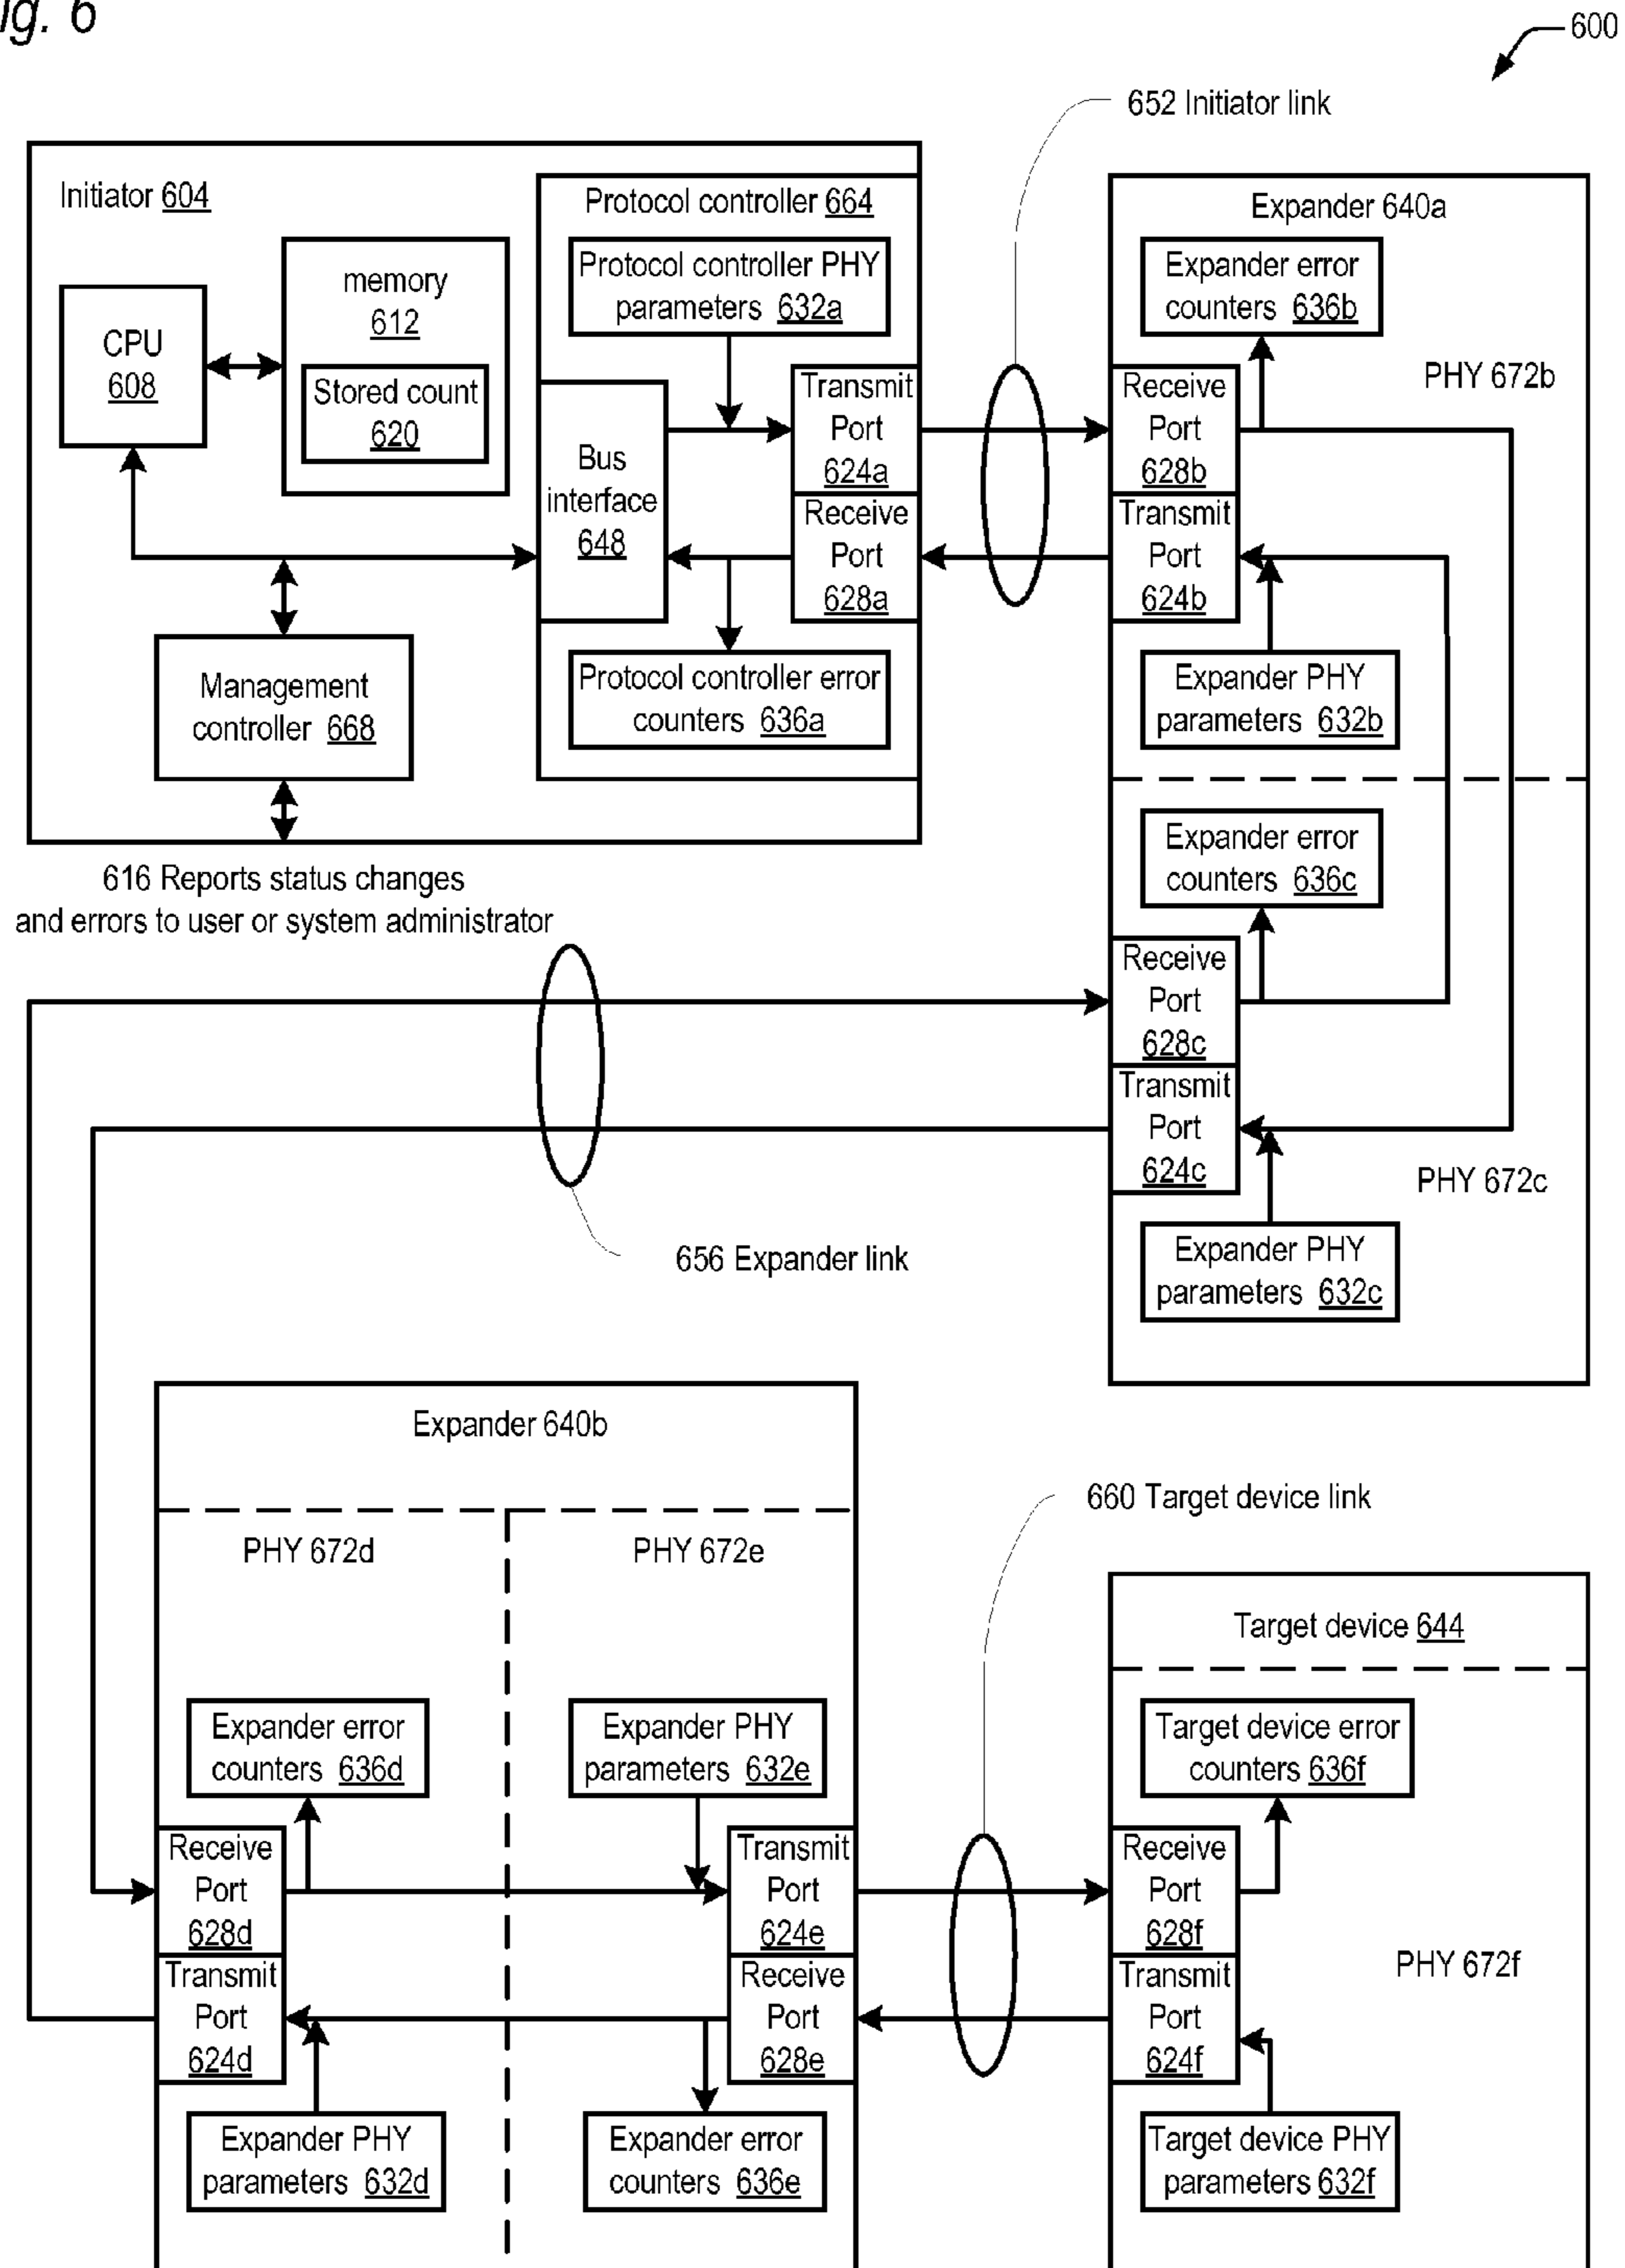 ig. 6
600
652 Initiator link
Initiator 604
Protocol controller 664
Expander 640a
memory
612
Protocol controller PHY
parameters 632a
Expander error
counters 636b
CPU
608
Stored count
620
PHY 672b
Transmit
Port
624a
Receive
Port
628b
Bus
interface
648
Receive
Port
628a
Transmit
Port
624b
Management
controller 668
Protocol controller error
counters 636a
Expander PHY
parameters 632b
616 Reports status changes
and errors to user or system administrator
Expander error
counters 636c
Receive
Port
628c
Transmit
Port
624c
PHY 672c
656 Expander link
Expander PHY
parameters 632c
Expander 640b
660 Target device link
PHY 672d
PHY 672e
Target device 644
Expander error
counters 636d
Expander PHY
parameters 632e
Target device error
counters 636f
Receive
Port
628d
Transmit
Port
624e
Receive
Port
628f
PHY 672f
Transmit
Port
624d
Receive
Port
628e
Transmit
Port
624f
Expander PHY
parameters 632d
Expander error
counters 636e
Target device PHY
parameters 632f